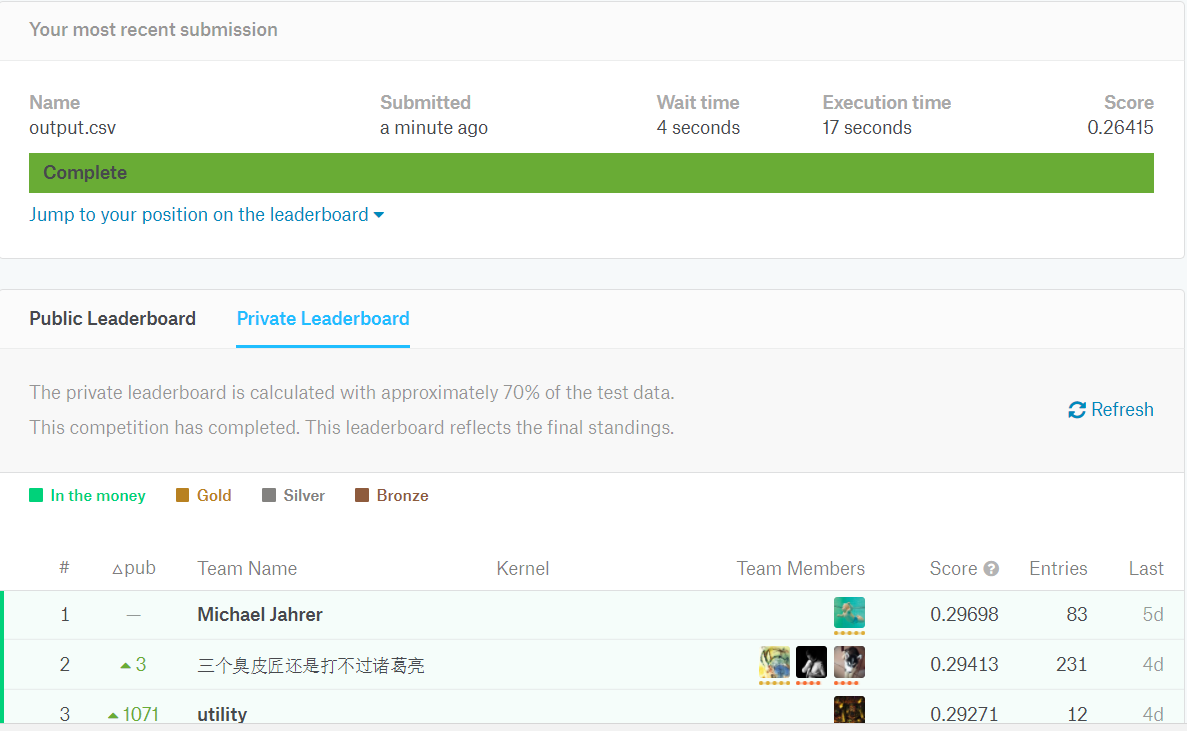 Your most recent submission
Name Submitted Wait time Execution time Score
output.csv a minute ago 4 seconds 17 seconds 0.26415
Complete
Jump to your position on the leaderboard
Public Leaderboard Private Leaderboard
The private leaderboard is calculated with approximately 70% of the test data.
This competition has completed. This leaderboard reflects the final standings.
Refresh
In the money Gold Silver Bronze
# △pub Team Name Kernel Team Members Score ? Entries Last
1 — Michael Jahrer 0.29698 83 5d
2 3 三个臭皮匠还是打不过诸葛亮 0.29413 231 4d
3 1071 utility 0.29271 12 4d